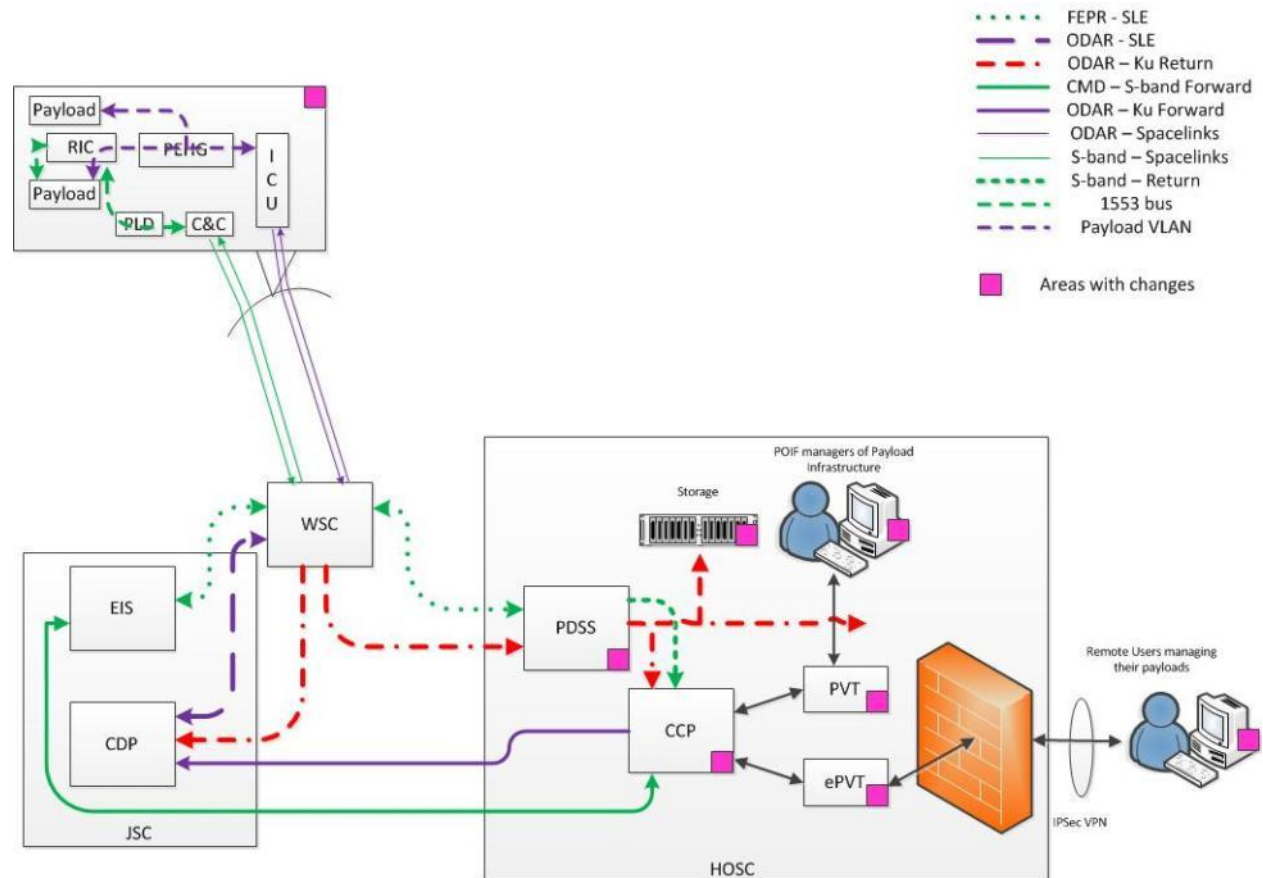 FEPR - SLE
ODAR - SLE
ODAR – Ku Return
CMD – S-band Forward
ODAR – Ku Forward
ODAR – Spacelinks
S-band – Spacelinks
S-band – Return
1553 bus
Payload VLAN
Areas with changes
Payload
RIC
PEHG
ICU
Payload
PLD
C&C
WSC
EIS
CDP
JSC
POIF managers of Payload
Infrastructure
Storage
PDSS
PVT
CCP
ePVT
HOSC
Remote Users managing
their payloads
IPSec VPN